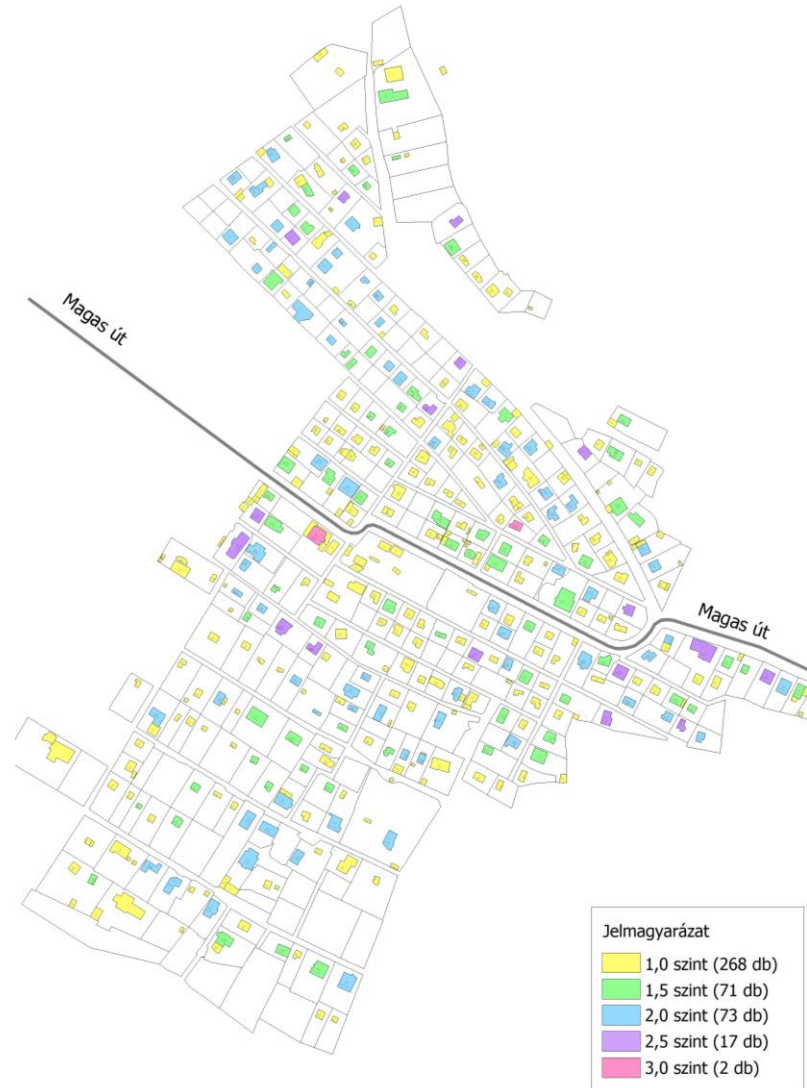 Magas út
Magas út
Jelmagyarázat
1,0 szint (268 db)
1,5 szint (71 db)
2,0 szint (73 db)
2,5 szint (17 db)
3,0 szint (2 db)